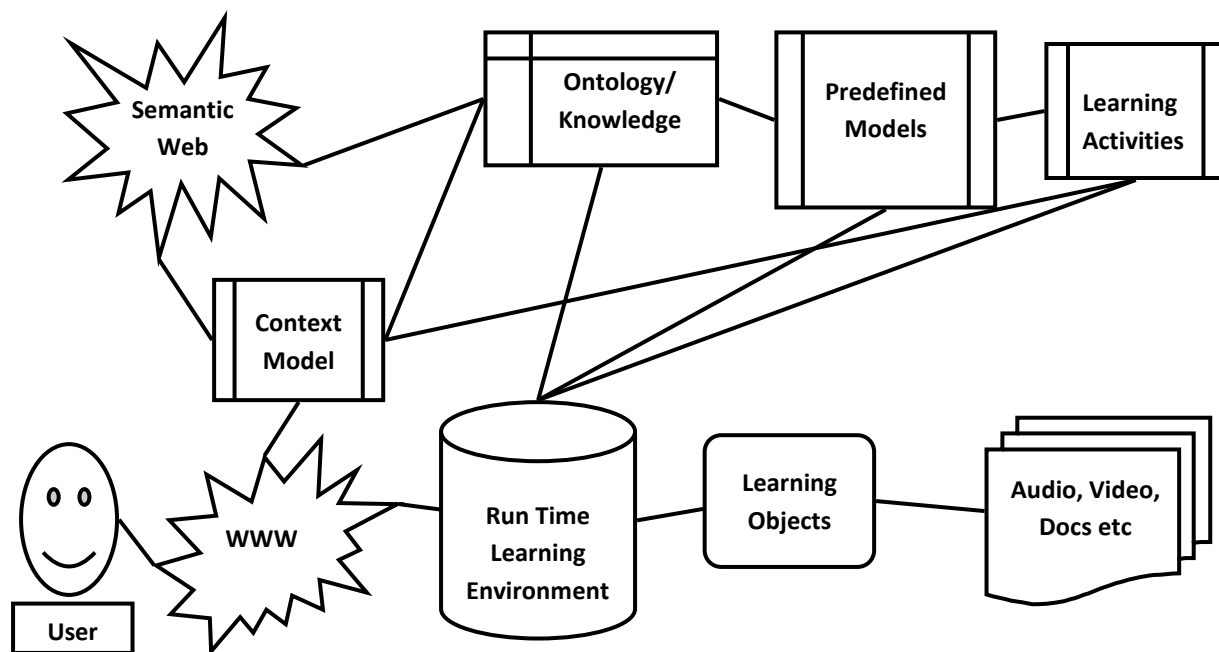 Semantic
Web
Ontology/
Knowledge
Predefined
Models
Learning
Activities
Context
Model
User
WWW
Run Time
Learning
Environment
Learning
Objects
Audio, Video,
Docs etc